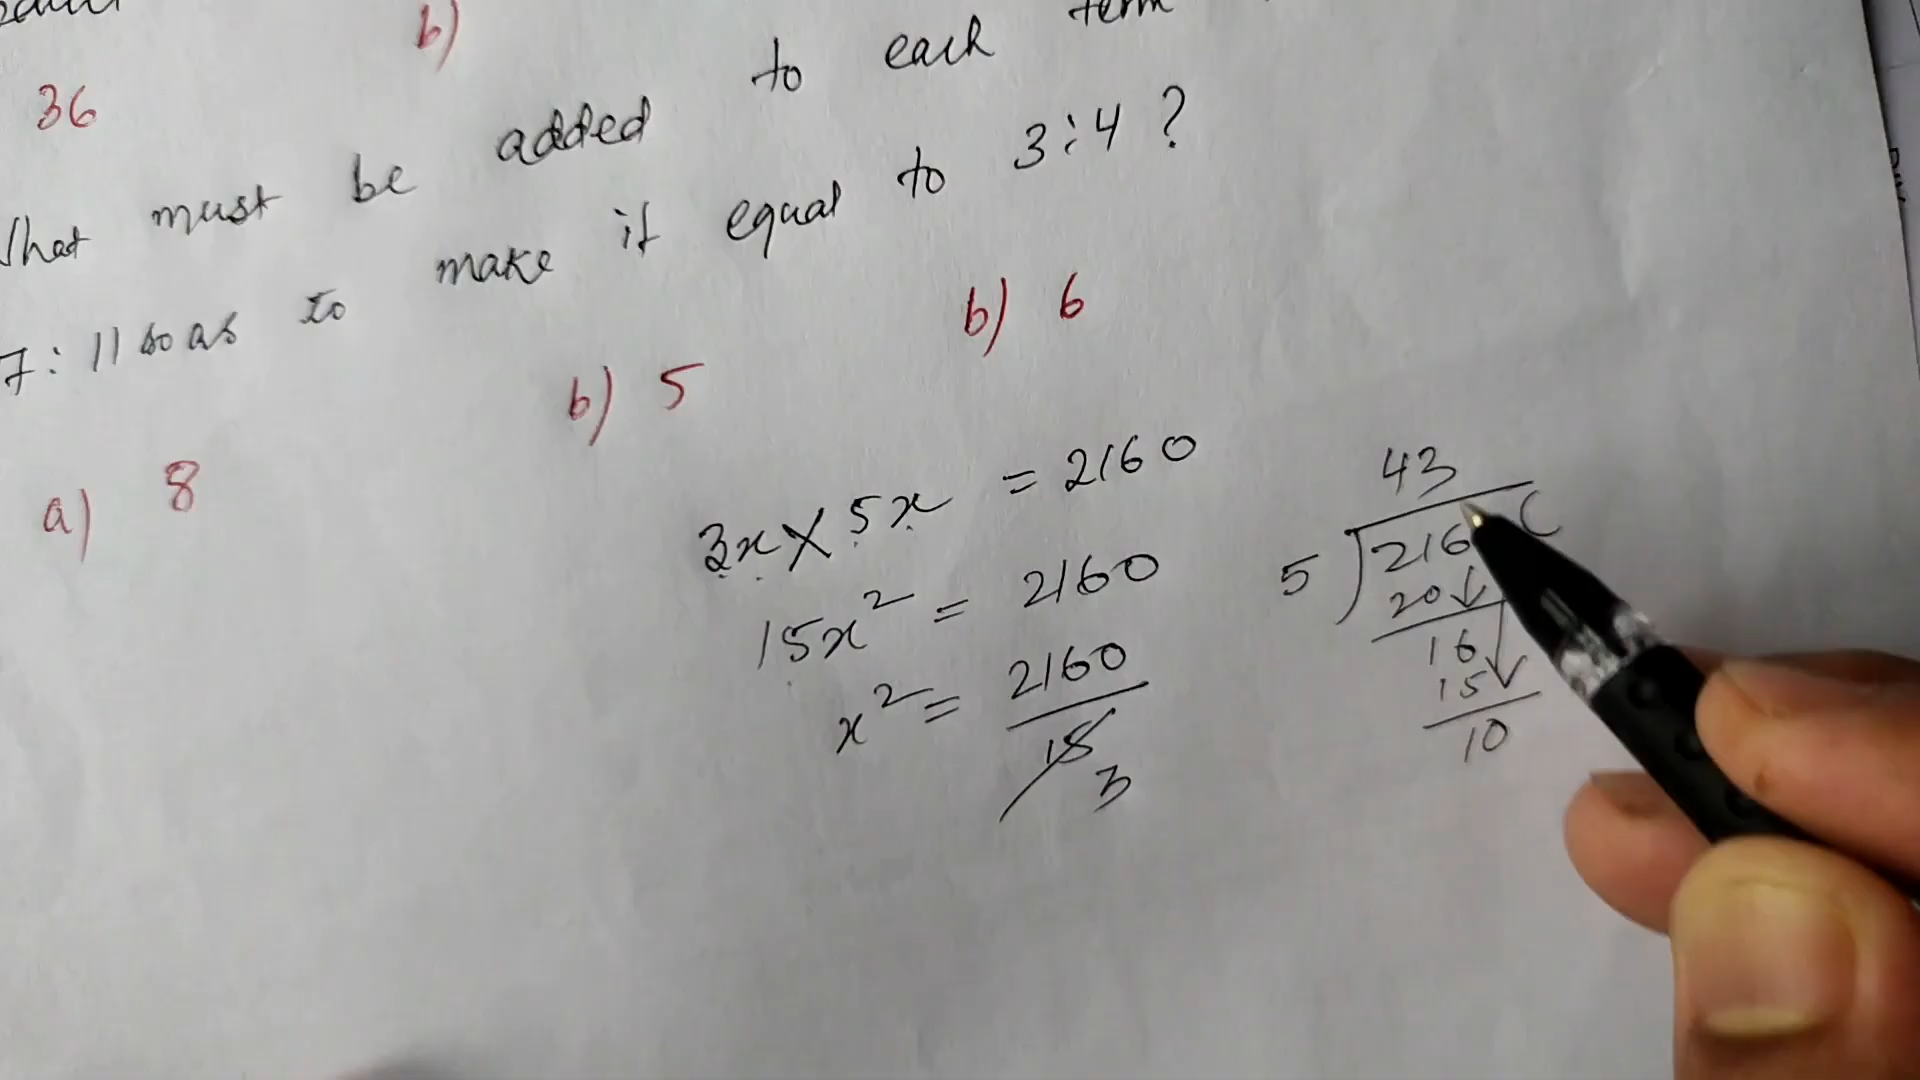 b)
36
What must be added to each term
7:11 so as to make it equal to 3:4 ?
a) 8
b) 5
b) 6
3x × 5x = 2160
15x² = 2160
x² = 2160
15
3
43
5 ) 216 (
20
16
15
10